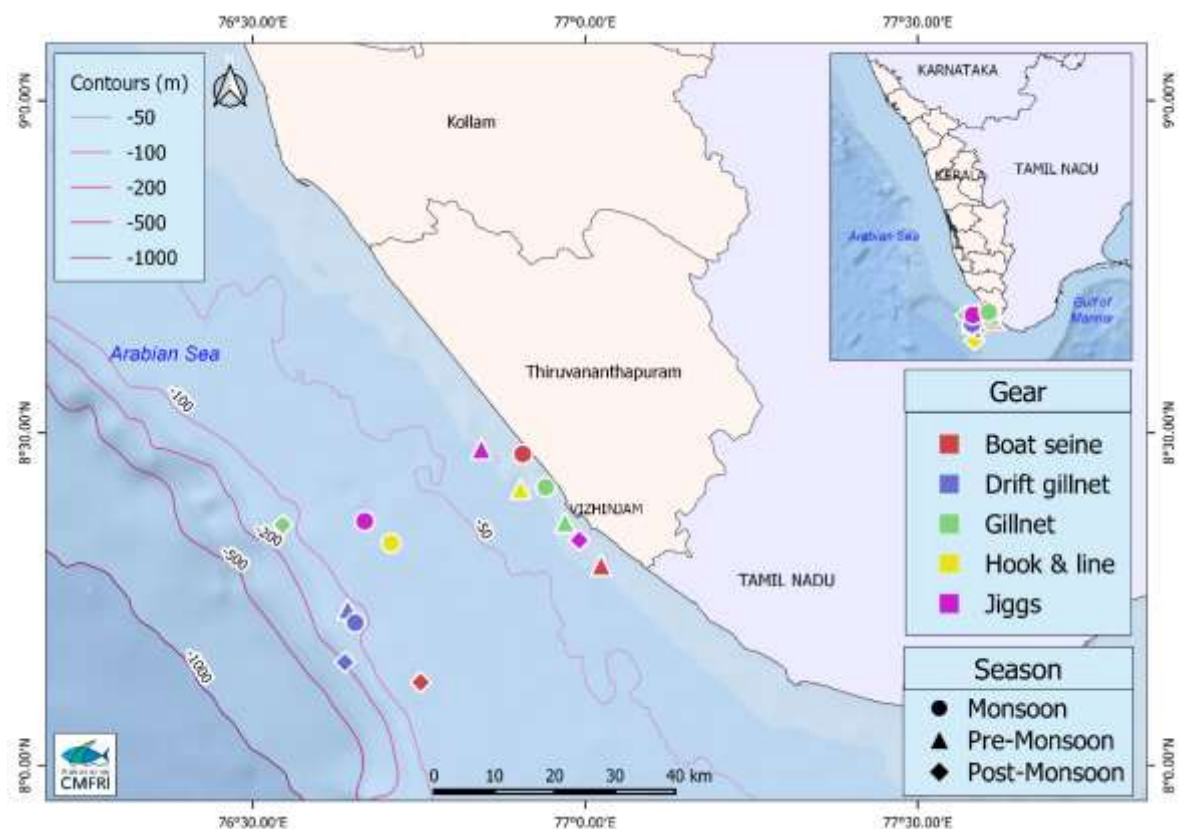 76°30.00'E
77°0.00'E
77°30.00'E
9°0.00'N
8°30.00'N
8°0.00'N
9°0.00'N
8°30.00'N
8°0.00'N
Contours (m)
-50
-100
-200
-500
-1000
Kollam
KARNATAKA
TAMIL NADU
KERALA
Arabian Sea
Gulf of
Mannar
Arabian Sea
Thiruvananthapuram
VIZHINJAM
TAMIL NADU
-100
-50
-200
-500
-1000
Gear
Boat seine
Drift gillnet
Gillnet
Hook & line
Jiggs
Season
Monsoon
Pre-Monsoon
Post-Monsoon
CMFRI
0 10 20 30 40 km
76°30.00'E
77°0.00'E
77°30.00'E